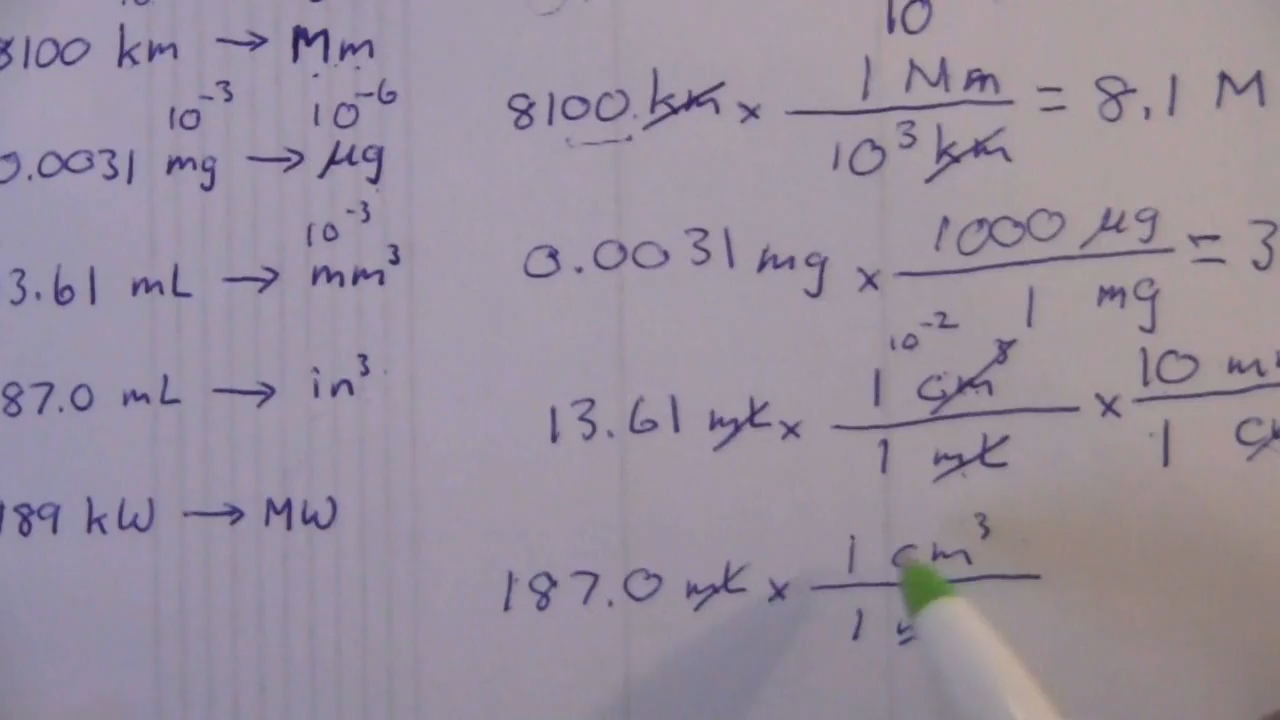 8100 km → Mm
10⁻³ 10⁻⁶
0.0031 mg → μg
10⁻³
3.61 mL → mm³
87.0 mL → in³
189 kW → MW
10
8100. km × 1 Mm / 10³ km = 8.1 M
0.0031 mg × 1000 μg / 1 mg = 3
10⁻²
13.61 mL × 1 cm³ / 1 mL × 10 m / 1 c
187.0 mL × 1 cm³ / 1